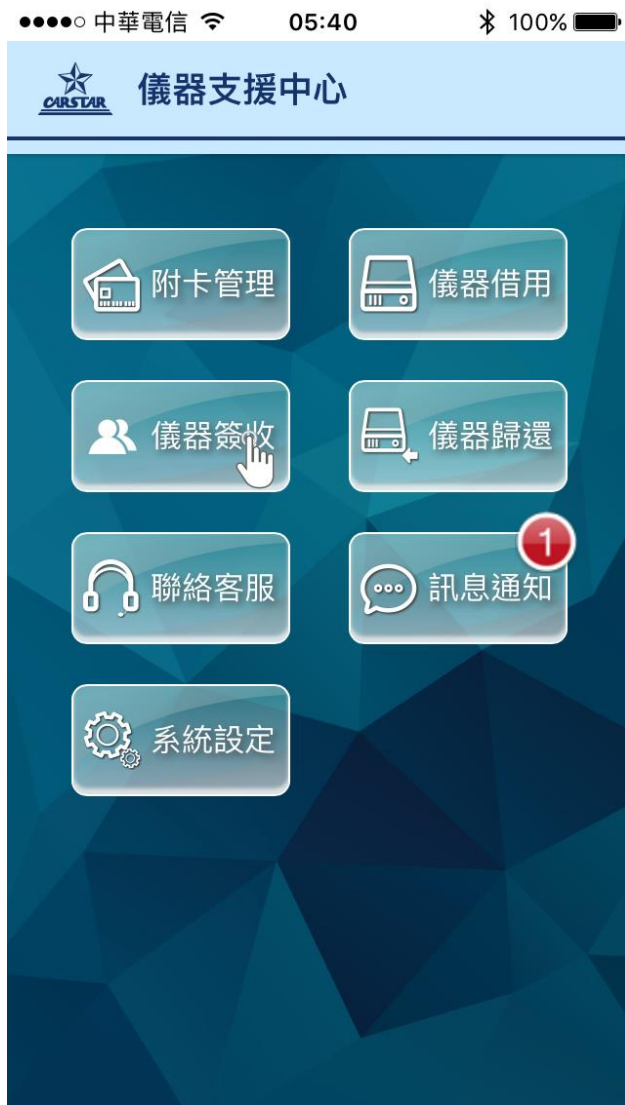 中華電信 05:40 100%
CARSTAR 儀器支援中心
附卡管理 儀器借用
儀器簽收 儀器歸還
1
聯絡客服 訊息通知
系統設定